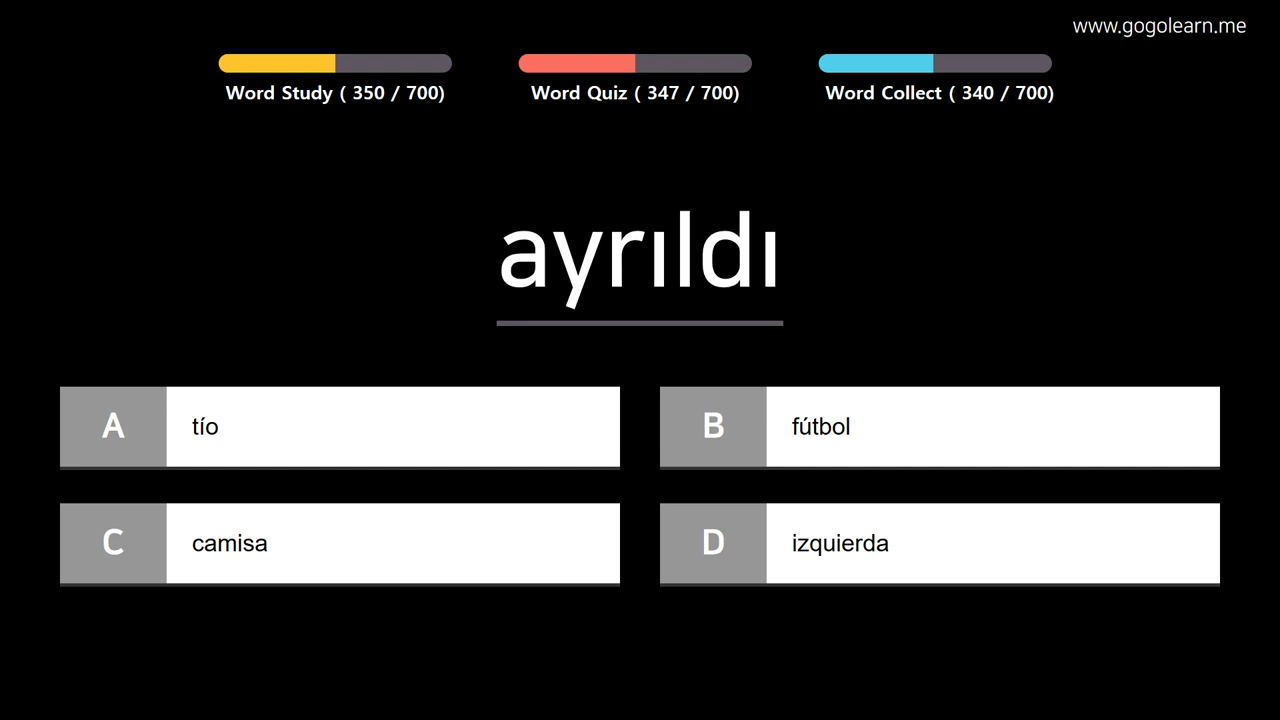 www.gogolearn.me
Word Study ( 350 / 700)
Word Quiz ( 347 / 700)
Word Collect ( 340 / 700)
ayrıldı
A tío
B fútbol
C camisa
D izquierda